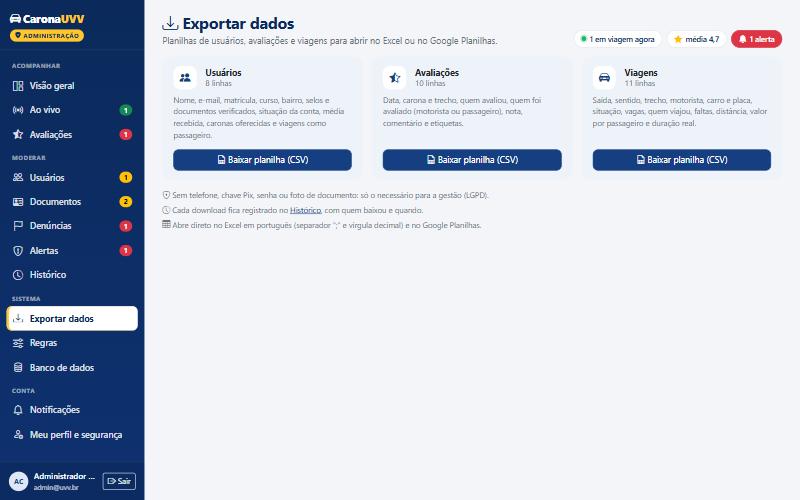 CaronaUVV
ADMINISTRAÇÃO
ACOMPANHAR
Visão geral
Ao vivo 1
Avaliações 1
MODERAR
Usuários 1
Documentos 2
Denúncias 1
Alertas 1
Histórico
SISTEMA
Exportar dados
Regras
Banco de dados
CONTA
Notificações
Meu perfil e segurança
AC
Administrador ...
admin@uvv.br
Sair
Exportar dados
Planilhas de usuários, avaliações e viagens para abrir no Excel ou no Google Planilhas.
1 em viagem agora
média 4,7
1 alerta
Usuários
8 linhas
Nome, e-mail, matrícula, curso, bairro, selos e
documentos verificados, situação da conta, média
recebida, caronas oferecidas e viagens como
passageiro.
Baixar planilha (CSV)
Avaliações
10 linhas
Data, carona e trecho, quem avaliou, quem foi
avaliado (motorista ou passageiro), nota,
comentário e etiquetas.
Baixar planilha (CSV)
Viagens
11 linhas
Saída, sentido, trecho, motorista, carro e placa,
situação, vagas, quem viajou, faltas, distância, valor
por passageiro e duração real.
Baixar planilha (CSV)
Sem telefone, chave Pix, senha ou foto de documento: só o necessário para a gestão (LGPD).
Cada download fica registrado no Histórico, com quem baixou e quando.
Abre direto no Excel em português (separador ";" e vírgula decimal) e no Google Planilhas.